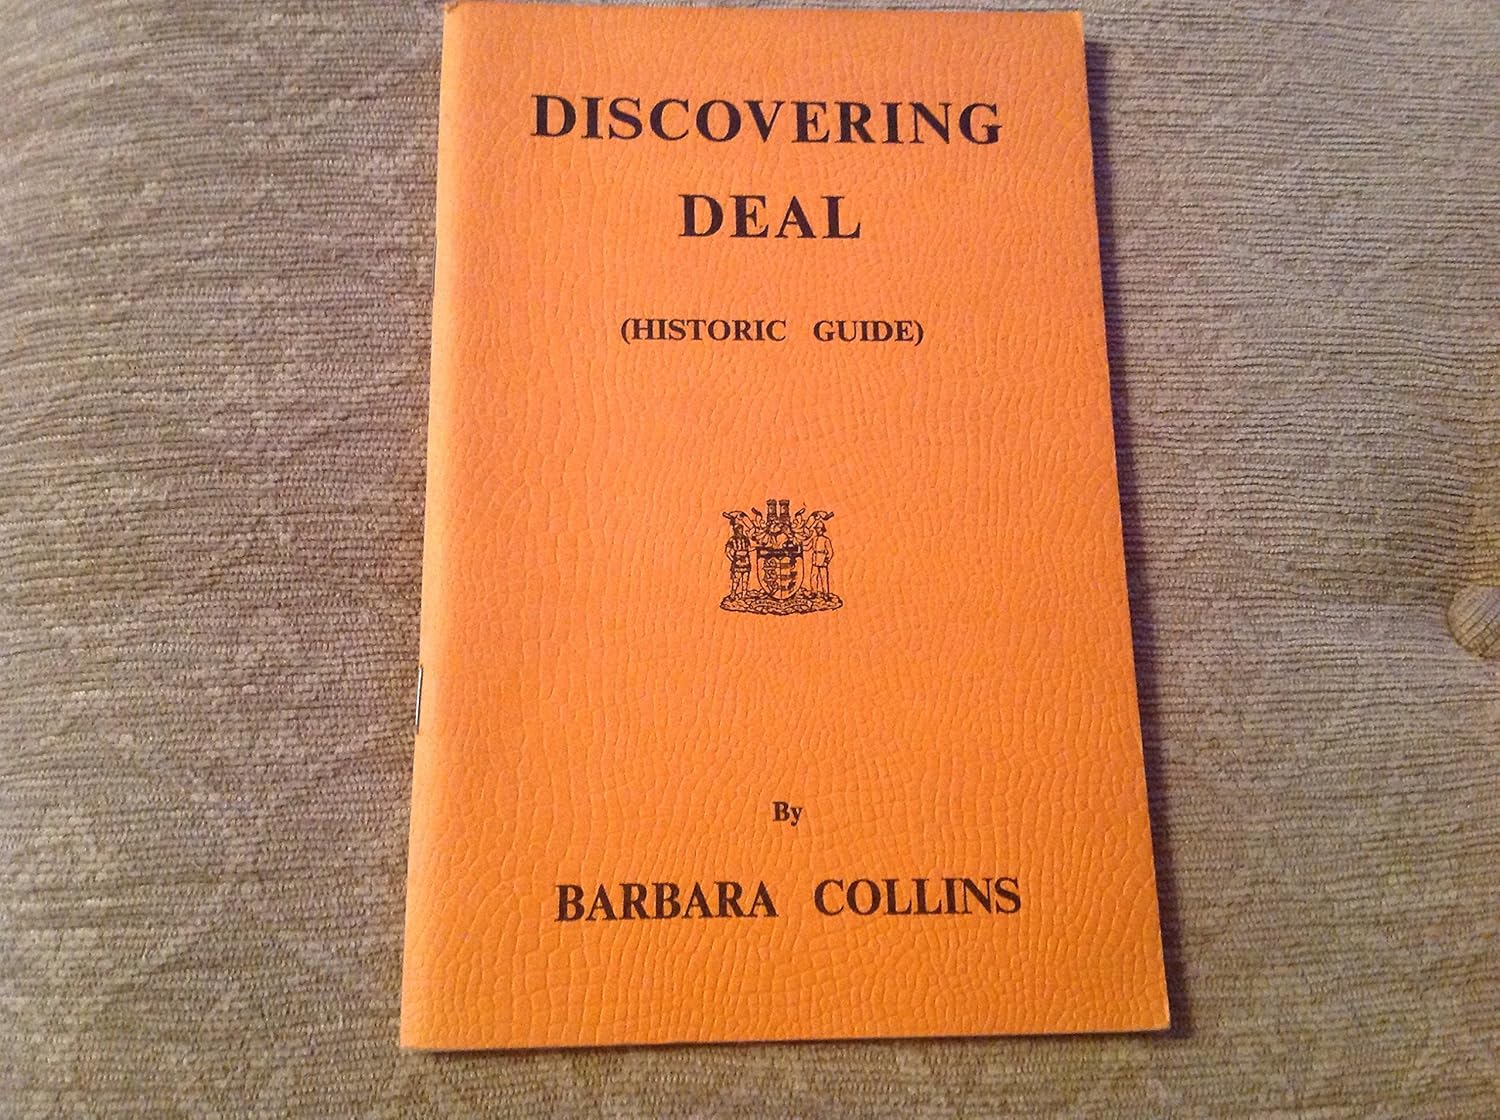 DISCOVERING
DEAL
(HISTORIC GUIDE)
By
BARBARA COLLINS